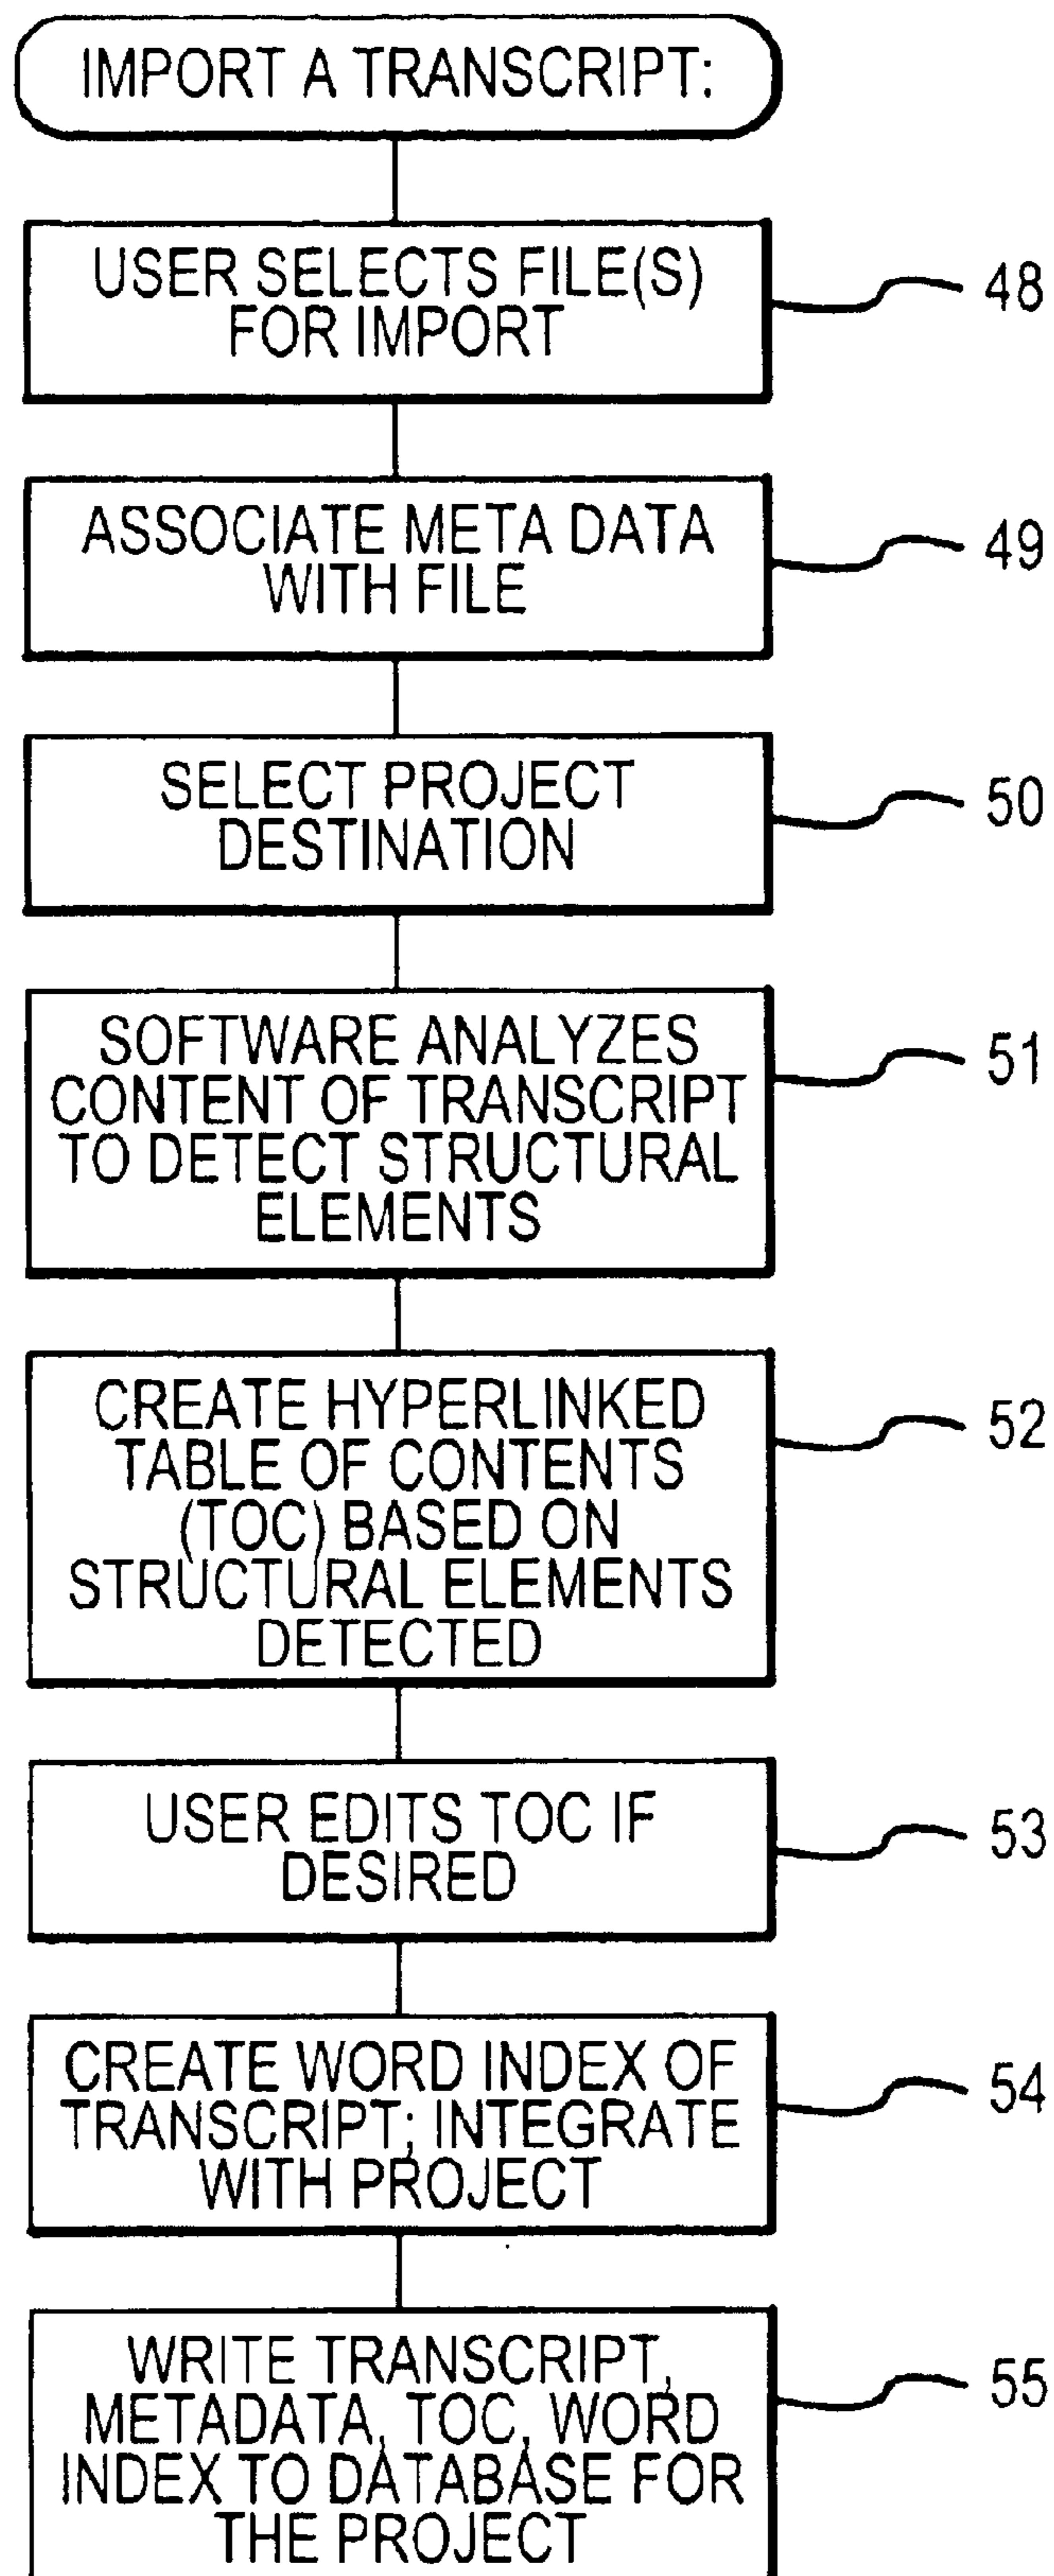 IMPORT A TRANSCRIPT:
USER SELECTS FILE(S)
FOR IMPORT
48
ASSOCIATE META DATA
WITH FILE
49
SELECT PROJECT
DESTINATION
50
SOFTWARE ANALYZES
CONTENT OF TRANSCRIPT
TO DETECT STRUCTURAL
ELEMENTS
51
CREATE HYPERLINKED
TABLE OF CONTENTS
(TOC) BASED ON
STRUCTURAL ELEMENTS
DETECTED
52
USER EDITS TOC IF
DESIRED
53
CREATE WORD INDEX OF
TRANSCRIPT; INTEGRATE
WITH PROJECT
54
WRITE TRANSCRIPT,
METADATA, TOC, WORD
INDEX TO DATABASE FOR
THE PROJECT
55